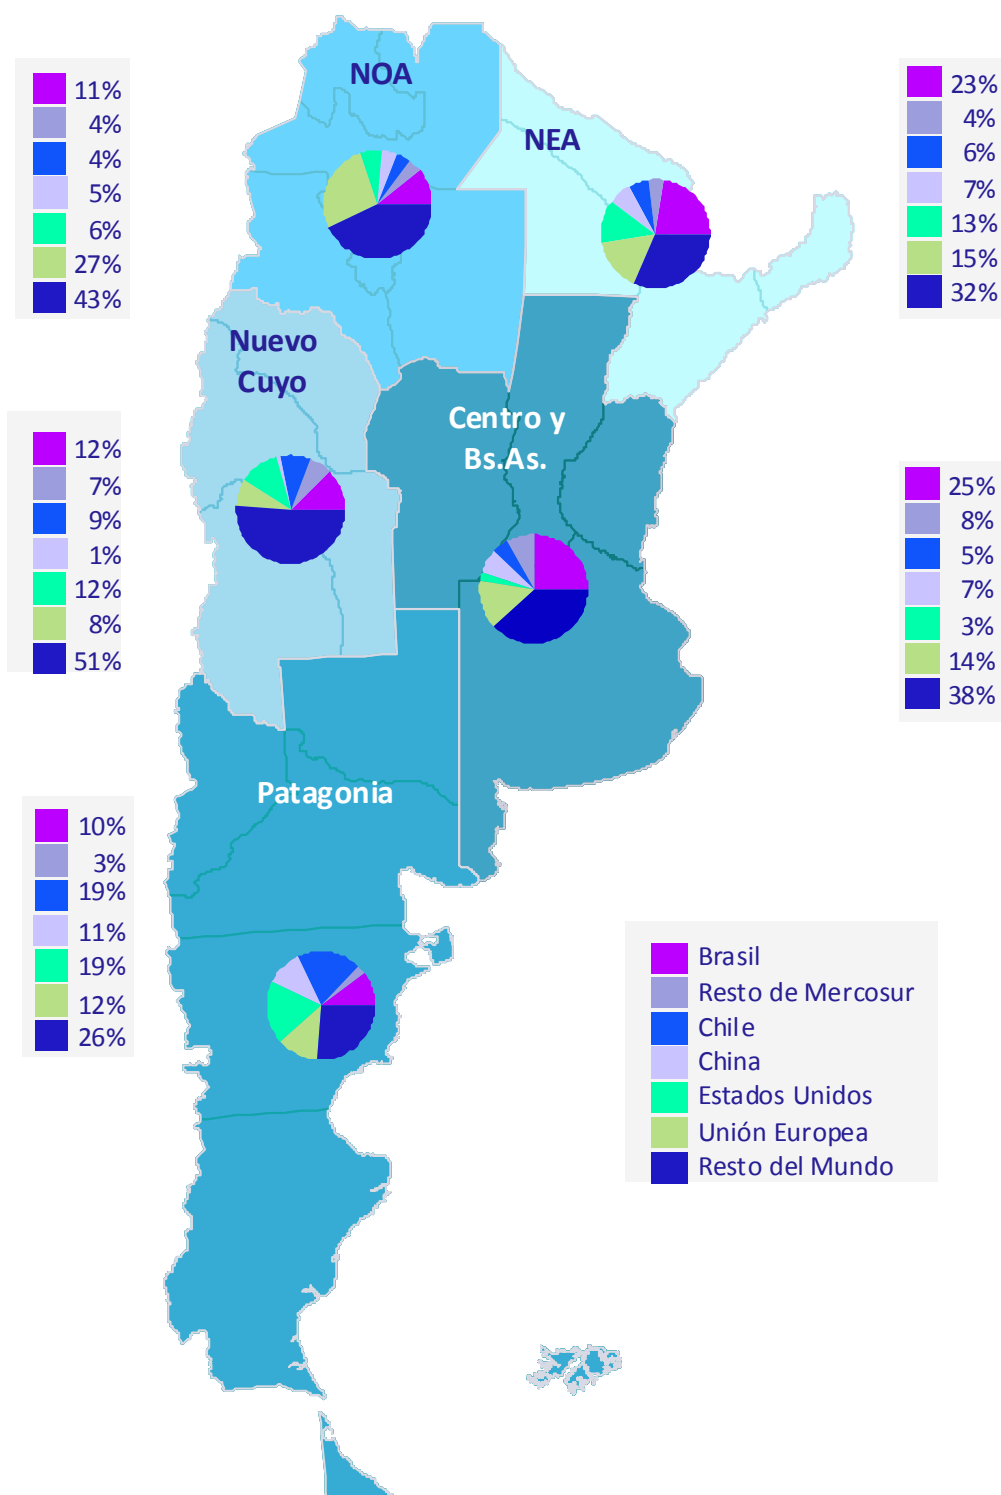 NOA
NEA
11%
4%
4%
5%
6%
27%
43%
23%
4%
6%
7%
13%
15%
32%
Nuevo
Cuyo
Centro y
Bs.As.
12%
7%
9%
1%
12%
8%
51%
25%
8%
5%
7%
3%
14%
38%
Patagonia
10%
3%
19%
11%
19%
12%
26%
Brasil
Resto de Mercosur
Chile
China
Estados Unidos
Unión Europea
Resto del Mundo